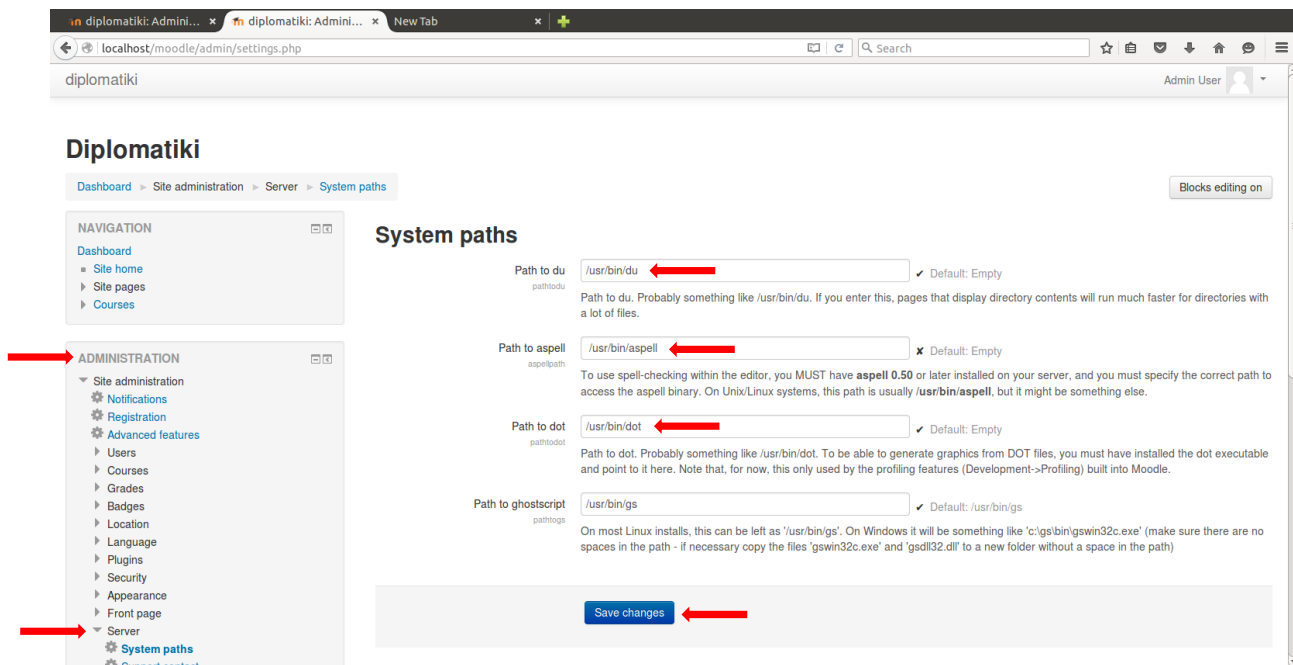 diplomatiki: Admini...
diplomatiki: Admini...
New Tab
localhost/moodle/admin/settings.php
Search
diplomatiki
Admin User
Diplomatiki
Dashboard
Site administration
Server
System paths
Blocks editing on
NAVIGATION
Dashboard
Site home
Site pages
Courses
ADMINISTRATION
Site administration
Notifications
Registration
Advanced features
Users
Courses
Grades
Badges
Location
Language
Plugins
Security
Appearance
Front page
Server
System paths
Support contact
System paths
Path to du
pathtodu
/usr/bin/du
✔ Default: Empty
Path to du. Probably something like /usr/bin/du. If you enter this, pages that display directory contents will run much faster for directories with
a lot of files.
Path to aspell
aspellpath
/usr/bin/aspell
✘ Default: Empty
To use spell-checking within the editor, you MUST have aspell 0.50 or later installed on your server, and you must specify the correct path to
access the aspell binary. On Unix/Linux systems, this path is usually /usr/bin/aspell, but it might be something else.
Path to dot
pathtodot
/usr/bin/dot
✔ Default: Empty
Path to dot. Probably something like /usr/bin/dot. To be able to generate graphics from DOT files, you must have installed the dot executable
and point to it here. Note that, for now, this only used by the profiling features (Development->Profiling) built into Moodle.
Path to ghostscript
pathtogs
/usr/bin/gs
✔ Default: /usr/bin/gs
On most Linux installs, this can be left as '/usr/bin/gs'. On Windows it will be something like 'c:\gs\bin\gswin32c.exe' (make sure there are no
spaces in the path - if necessary copy the files 'gswin32c.exe' and 'gsdll32.dll' to a new folder without a space in the path)
Save changes